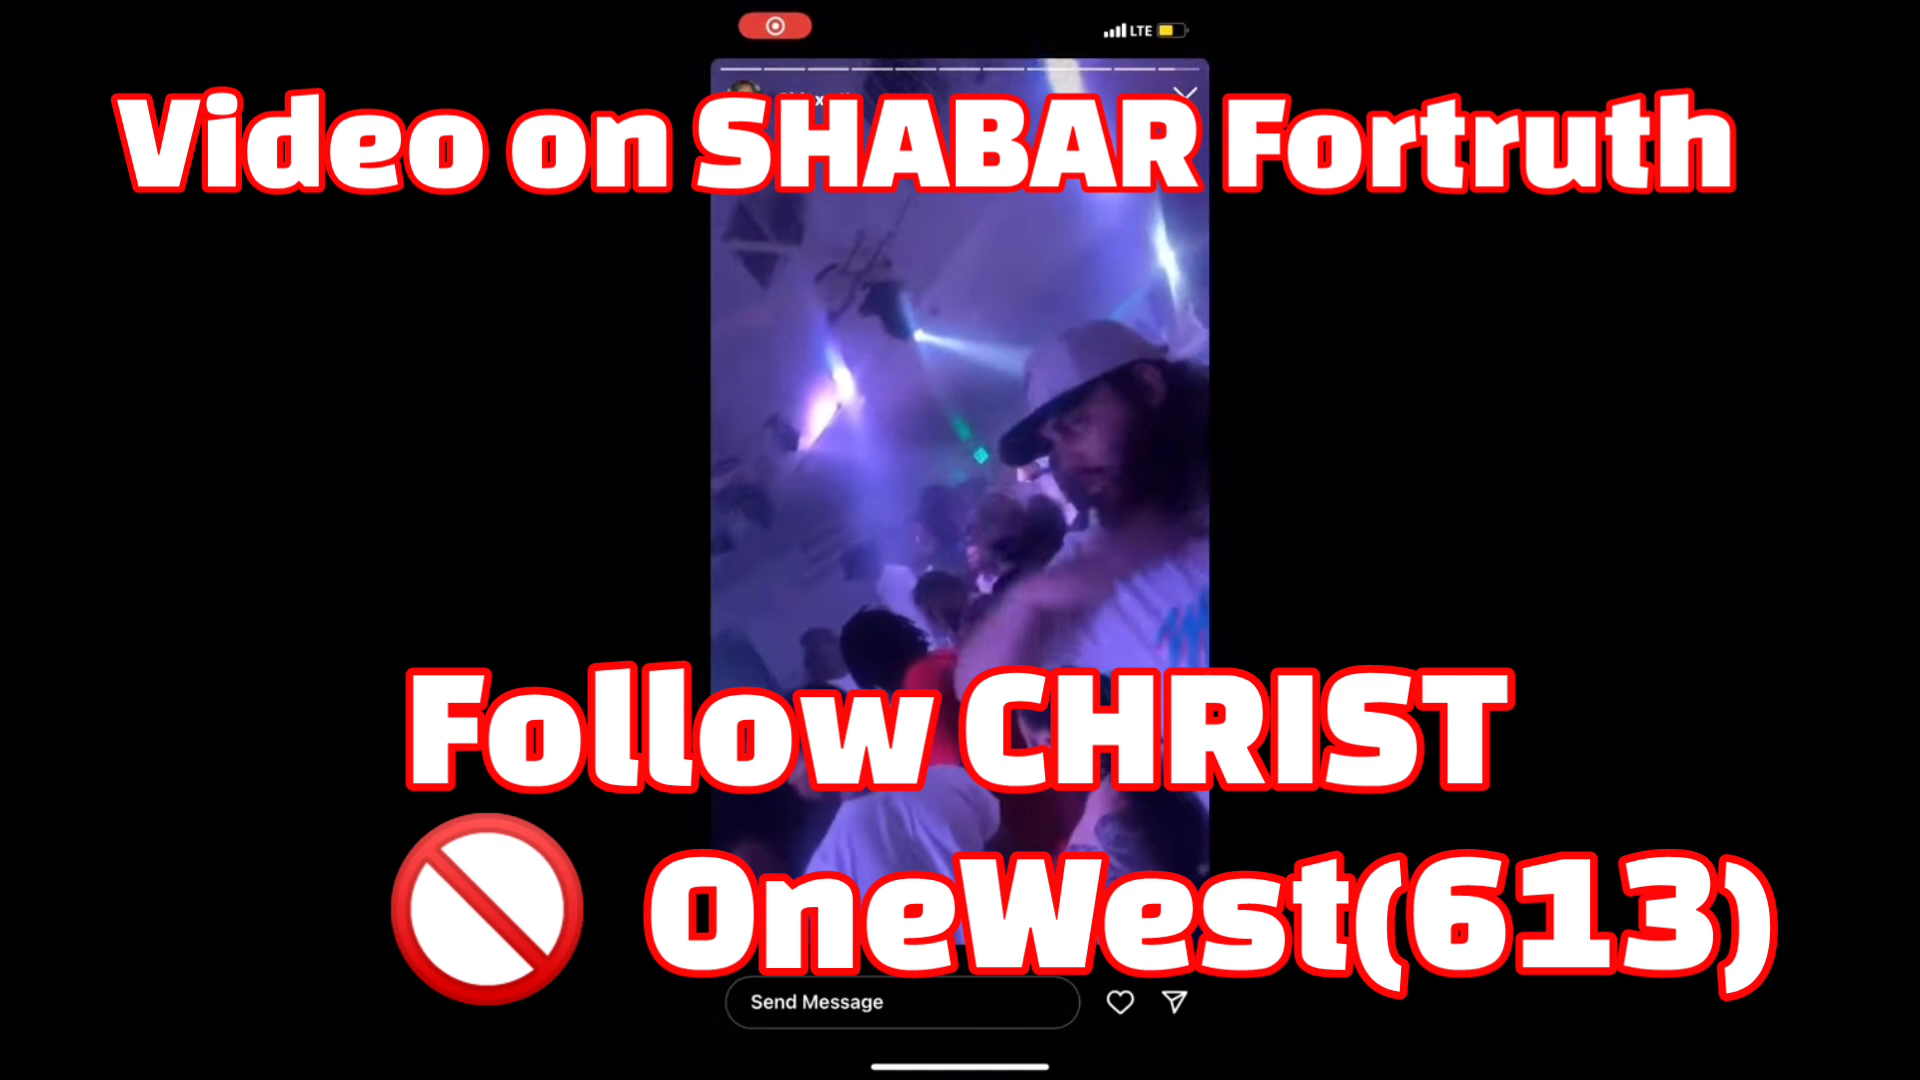 LTE
Video on SHABAR Fortruth
Follow CHRIST
OneWest(613)
Send Message